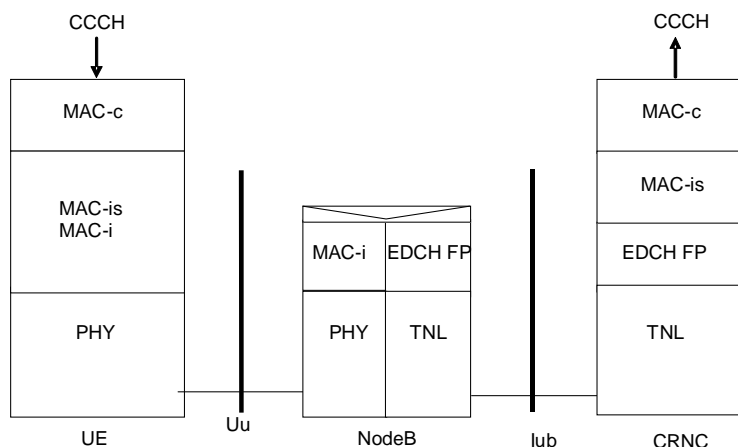 CCCH
CCCH
MAC-c
MAC-c
MAC-is
MAC-i
MAC-is
MAC-i
EDCH FP
EDCH FP
PHY
PHY
TNL
TNL
UE
Uu
NodeB
Iub
CRNC